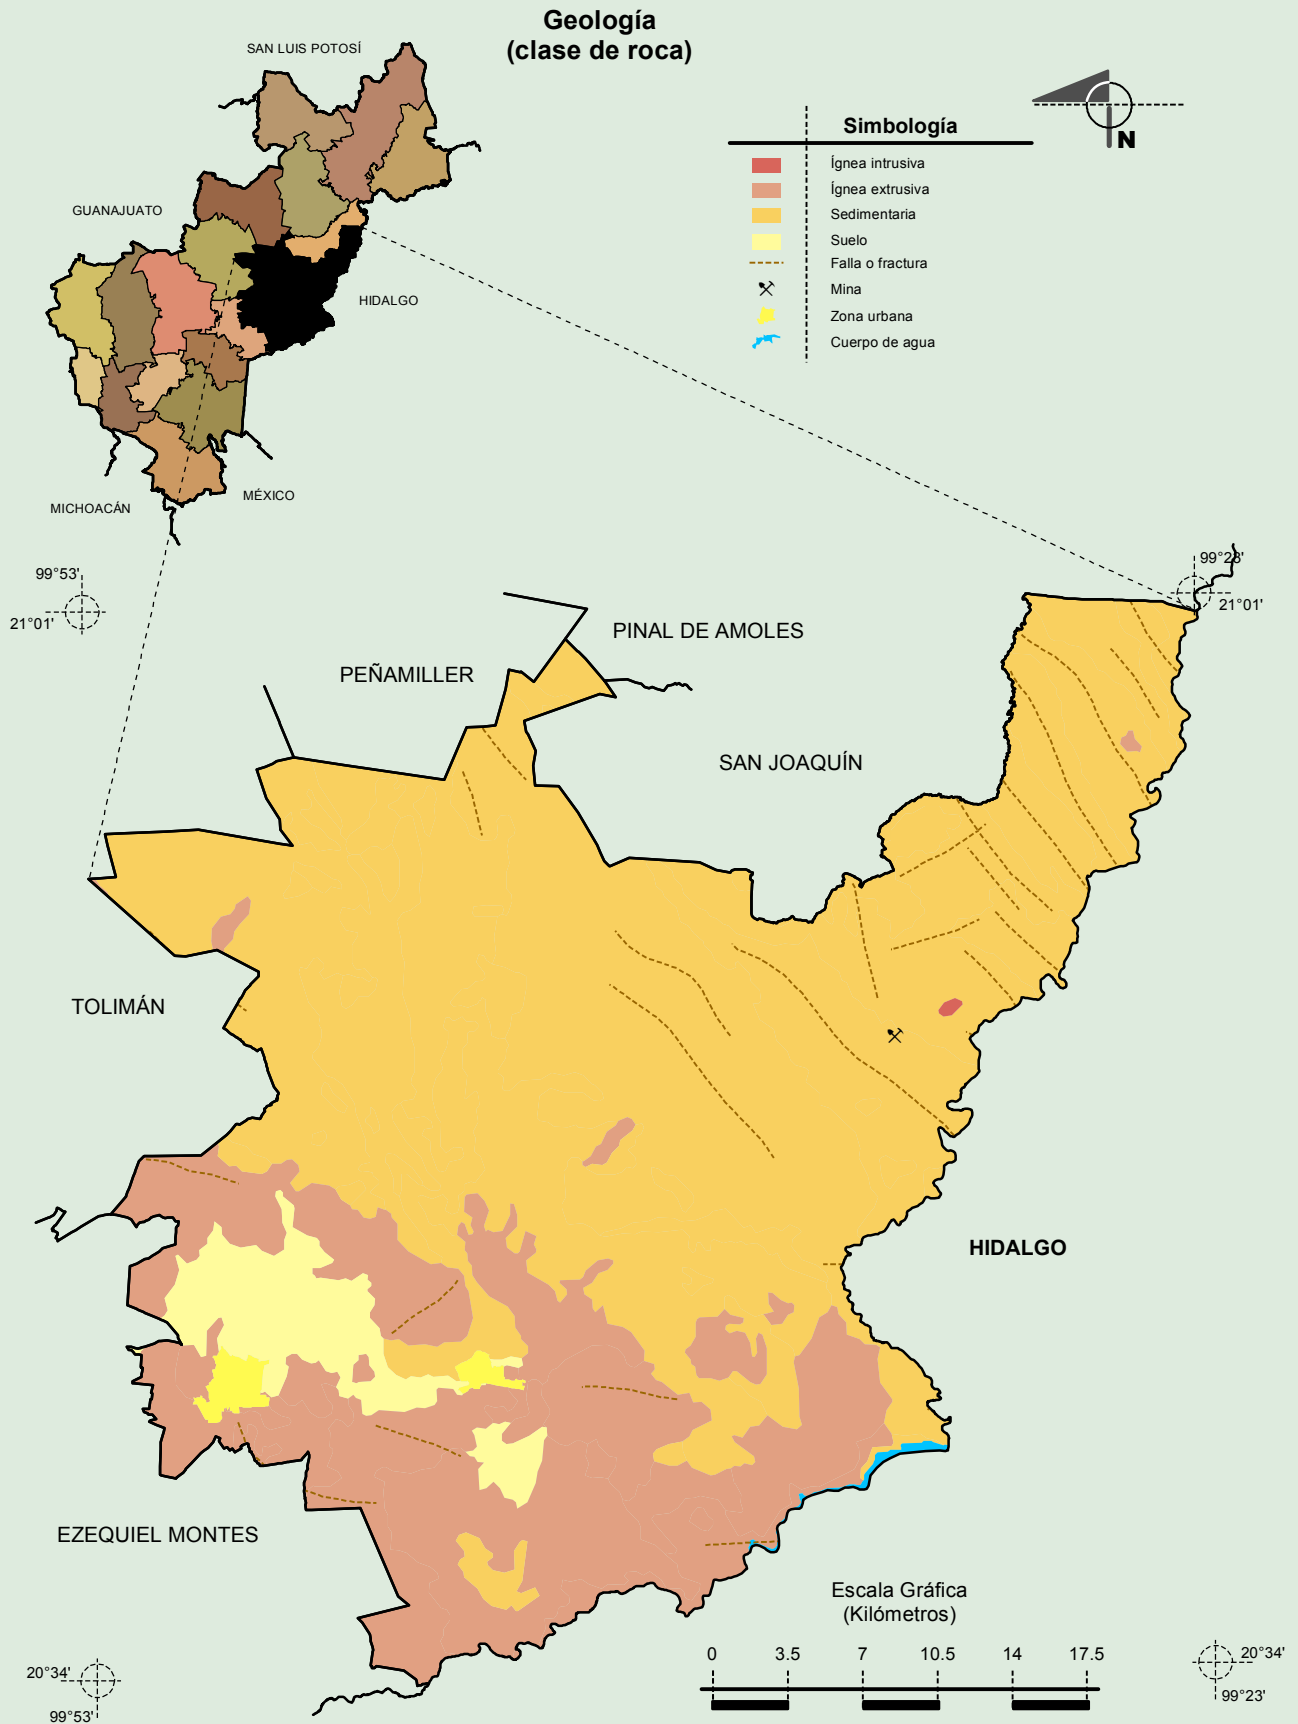 Geología
(clase de roca)
SAN LUIS POTOSÍ
GUANAJUATO
HIDALGO
MÉXICO
MICHOACÁN
N
Simbología
Ígnea intrusiva
Ígnea extrusiva
Sedimentaria
Suelo
Falla o fractura
Mina
Zona urbana
Cuerpo de agua
99°53'
21°01'
99°23'
21°01'
PINAL DE AMOLES
PEÑAMILLER
SAN JOAQUÍN
TOLIMÁN
HIDALGO
EZEQUIEL MONTES
Escala Gráfica
(Kilómetros)
0 3.5 7 10.5 14 17.5
20°34'
99°53'
20°34'
99°23'